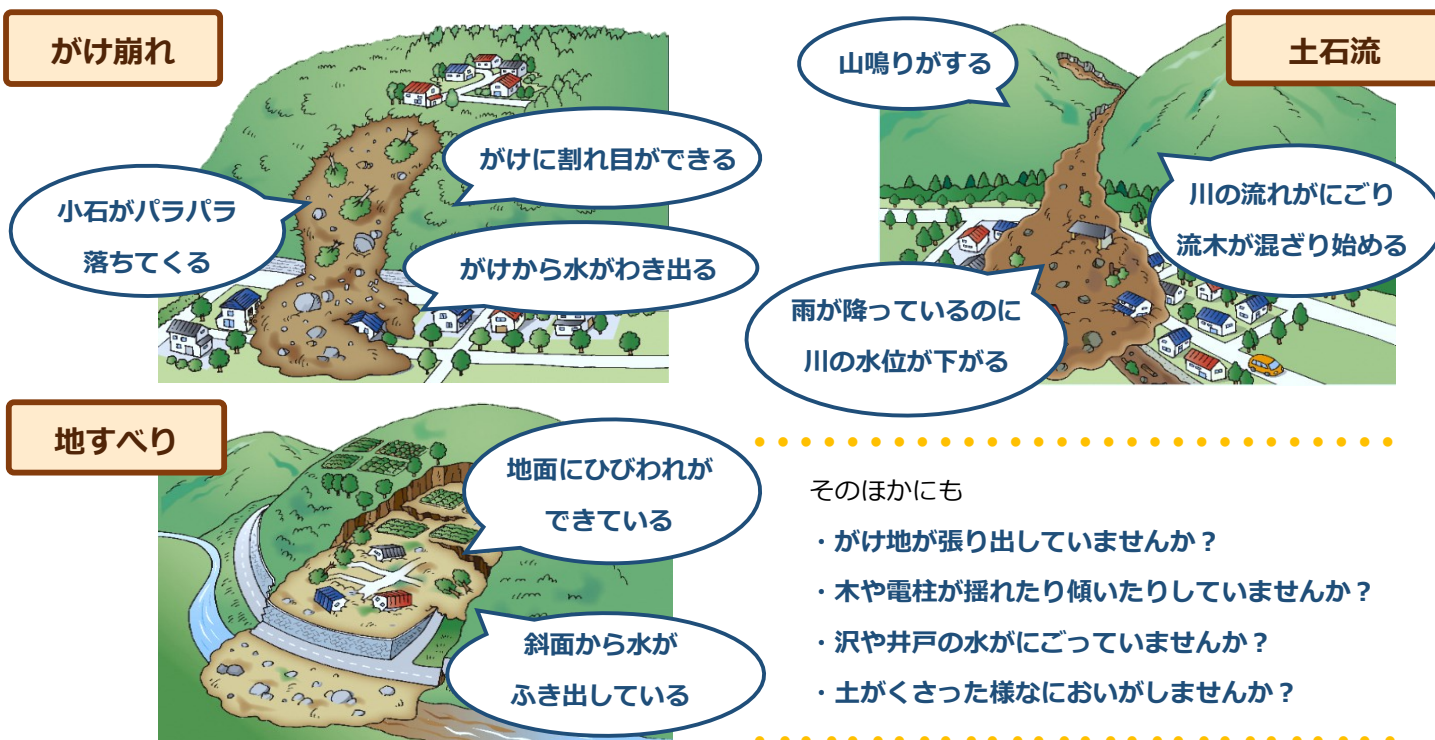 がけ崩れ
小石がパラパラ
落ちてくる
がけに割れ目ができる
がけから水がわき出る
土石流
山鳴りがする
川の流れがにごり
流木が混ざり始める
雨が降っているのに
川の水位が下がる
地すべり
地面にひびわれが
できている
斜面から水が
ふき出している
そのほかにも
・がけ地が張り出していませんか？
・木や電柱が揺れたり傾いたりしていませんか？
・沢や井戸の水がにごっていませんか？
・土がくさった様なにおいがしませんか？